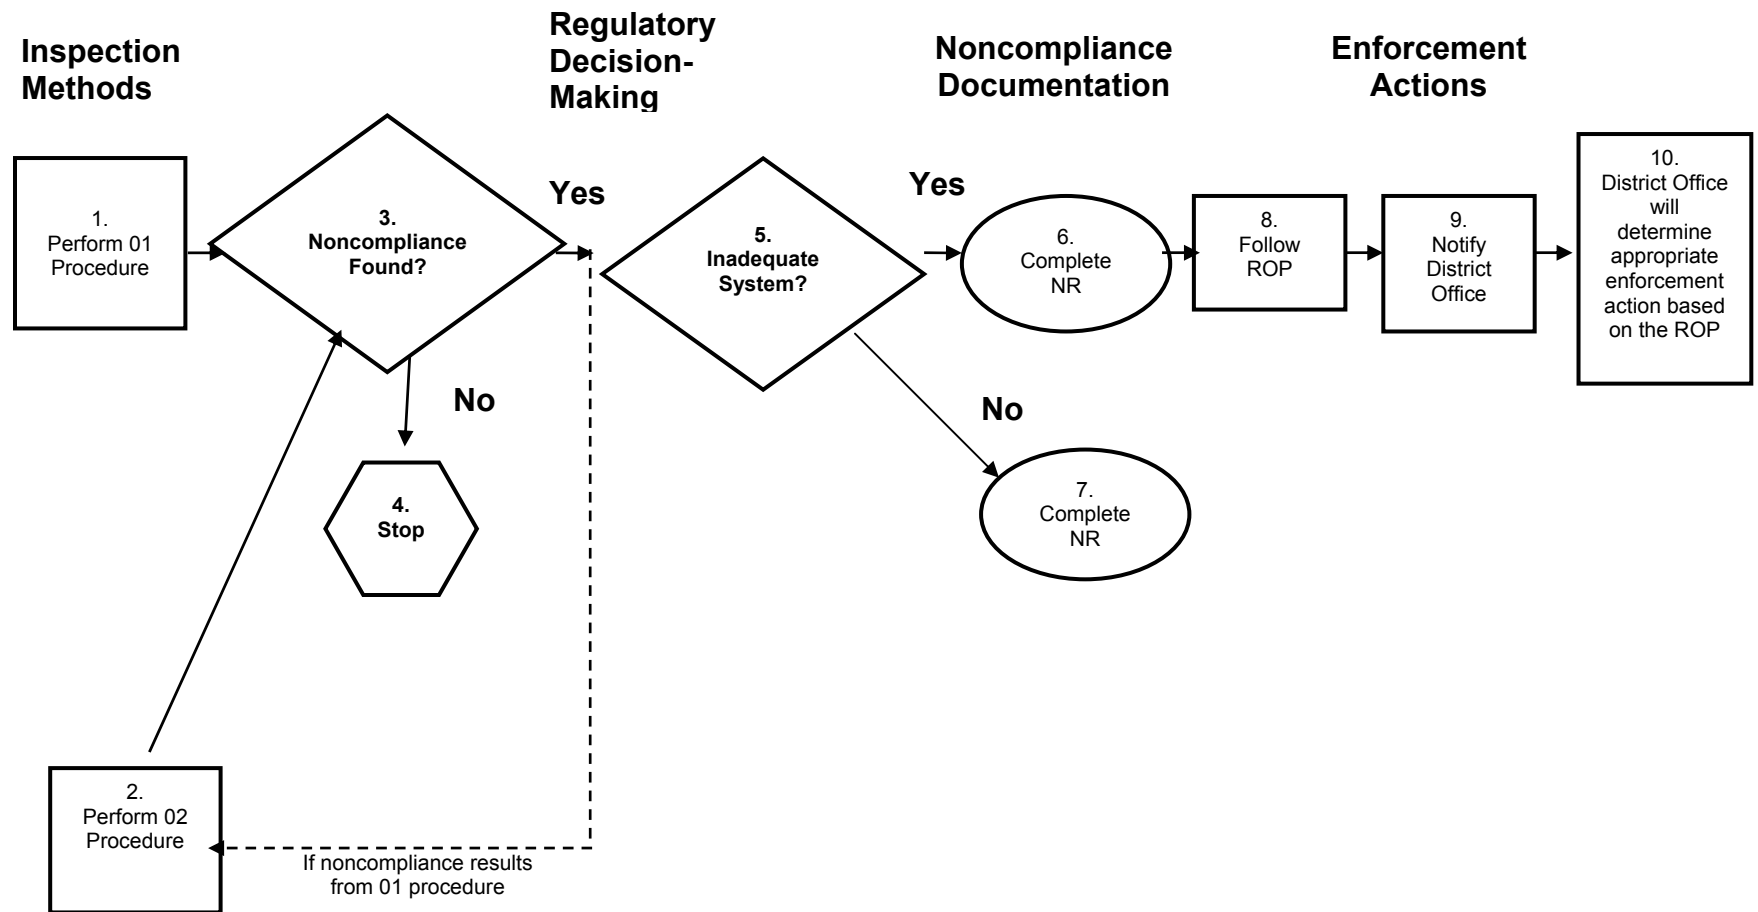 Inspection
Methods
Regulatory
Decision-
Making
Noncompliance
Documentation
Enforcement
Actions
1.
Perform 01
Procedure
3.
Noncompliance
Found?
Yes
5.
Inadequate
System?
Yes
6.
Complete
NR
8.
Follow
ROP
9.
Notify
District
Office
10.
District Office
will
determine
appropriate
enforcement
action based
on the ROP
No
4.
Stop
No
7.
Complete
NR
2.
Perform 02
Procedure
If noncompliance results
from 01 procedure